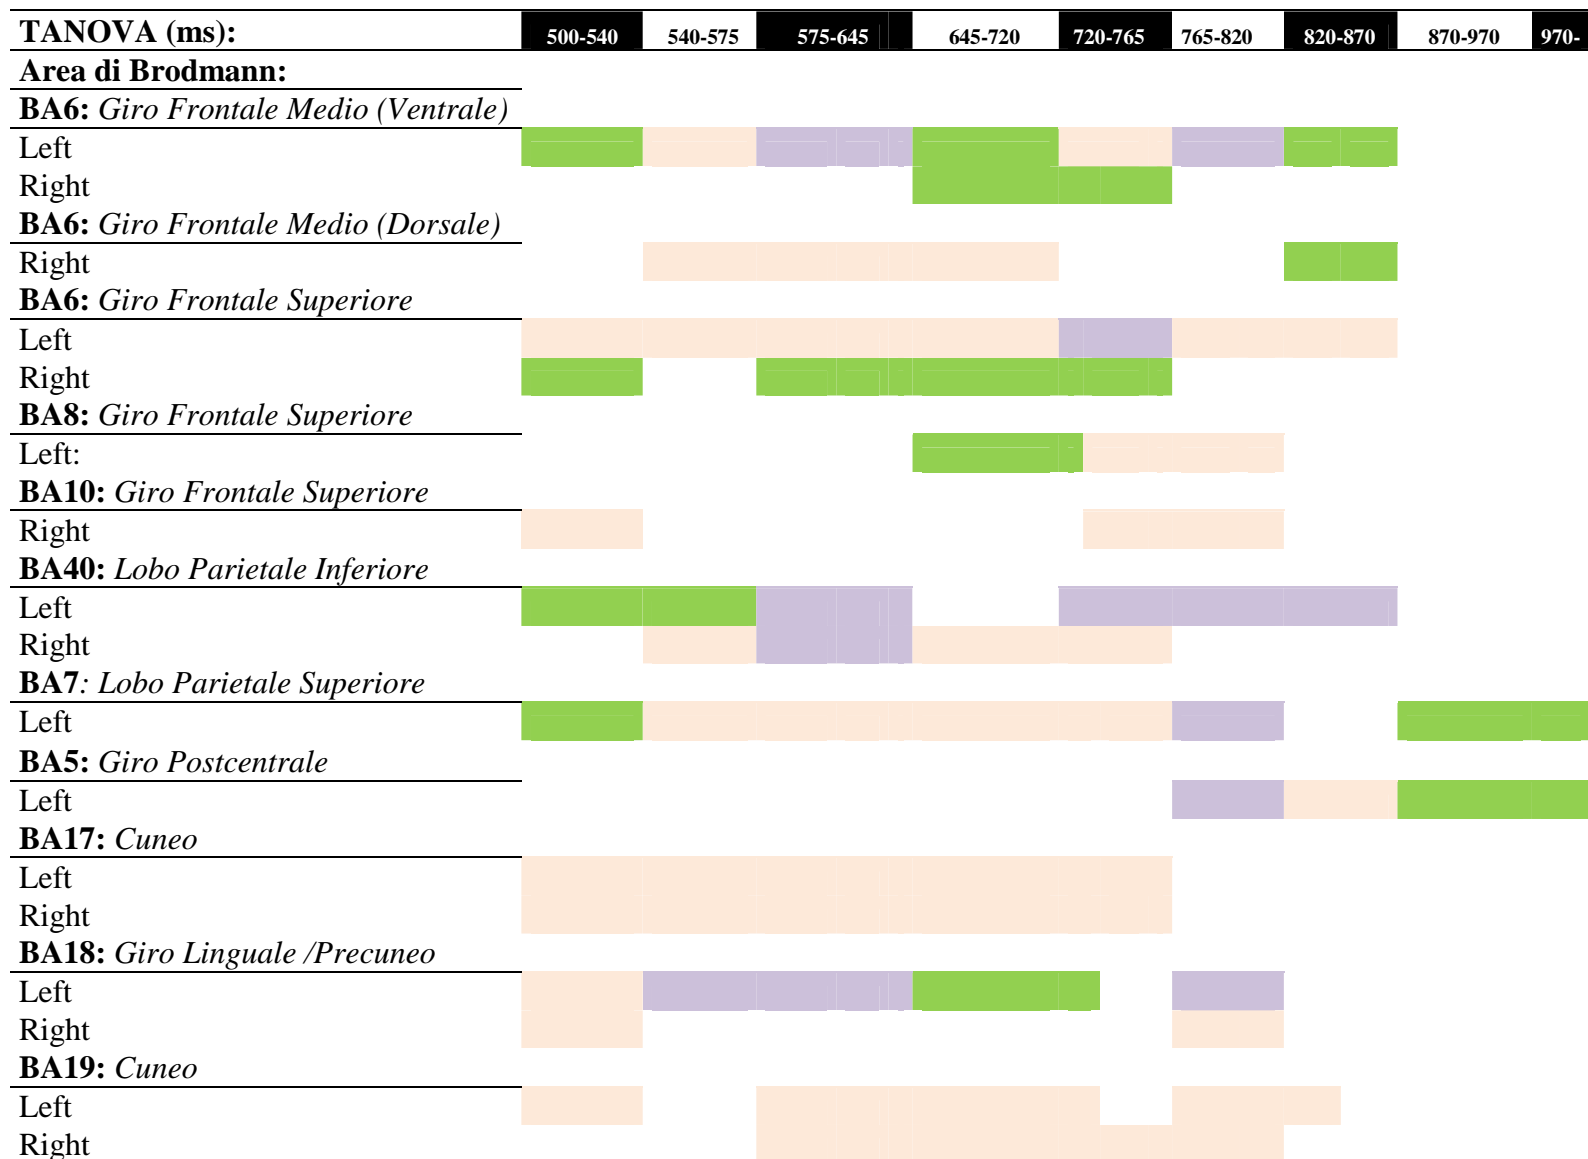 TANOVA (ms): 500-540 540-575 575-645 645-720 720-765 765-820 820-870 870-970 970-
Area di Brodmann:
BA6: Giro Frontale Medio (Ventrale)
Left
Right
BA6: Giro Frontale Medio (Dorsale)
Right
BA6: Giro Frontale Superiore
Left
Right
BA8: Giro Frontale Superiore
Left:
BA10: Giro Frontale Superiore
Right
BA40: Lobo Parietale Inferiore
Left
Right
BA7: Lobo Parietale Superiore
Left
BA5: Giro Postcentrale
Left
BA17: Cuneo
Left
Right
BA18: Giro Linguale /Precuneo
Left
Right
BA19: Cuneo
Left
Right